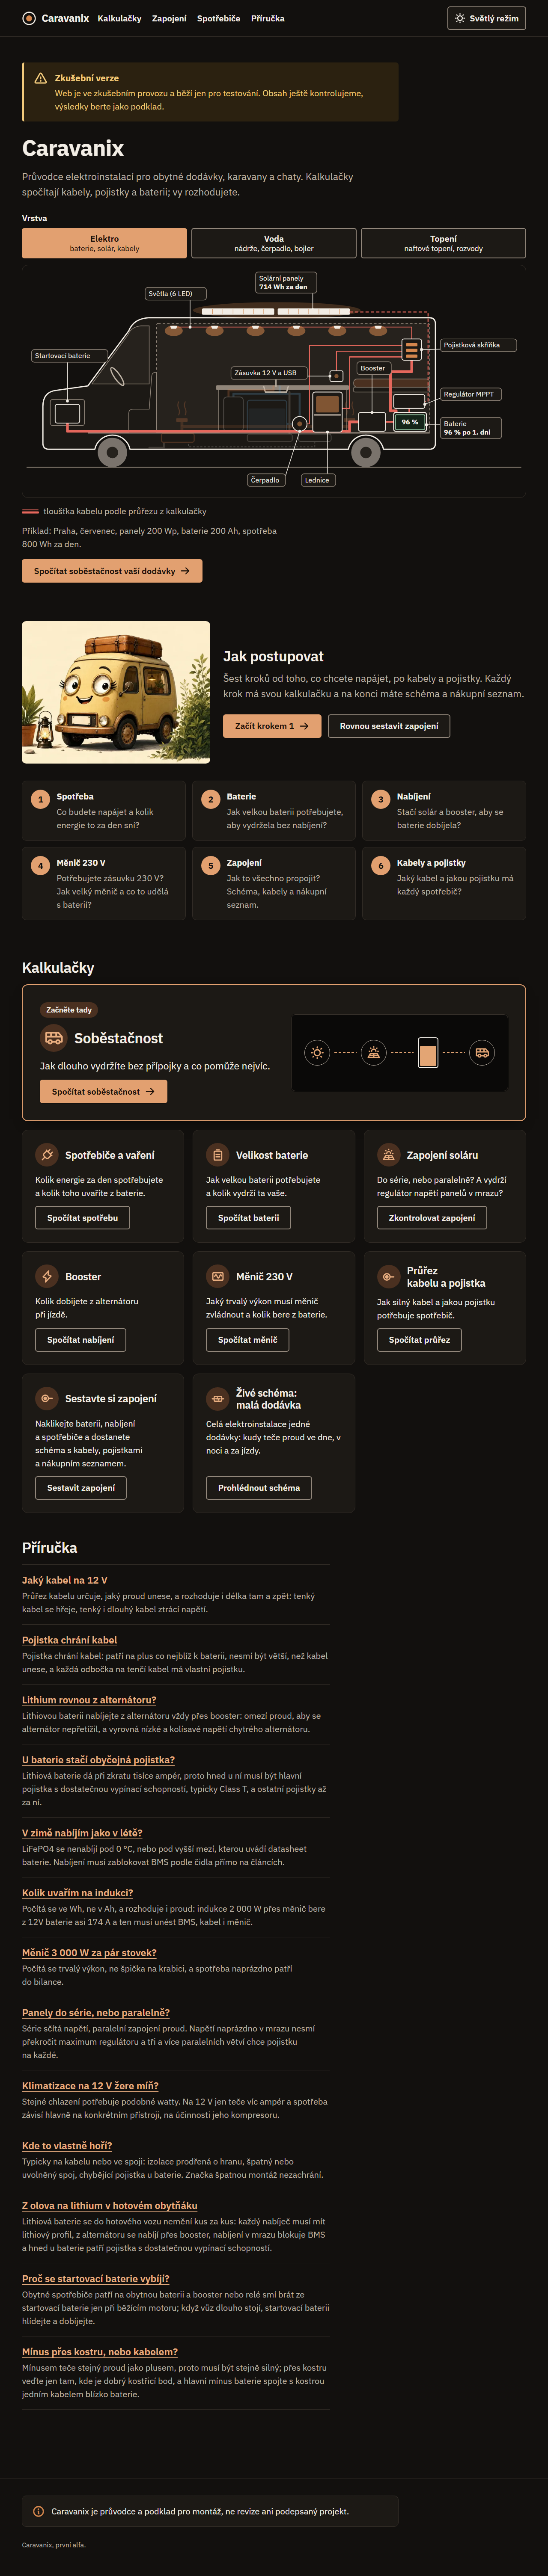 Caravanix Kalkulačky Zapojení Spotřebiče Příručka Světlý režim
Zkušební verze
Web je ve zkušebním provozu a běží jen pro testování. Obsah ještě kontrolujeme,
výsledky berte jako podklad.
Caravanix
Průvodce elektroinstalací pro obytné dodávky, karavany a chaty. Kalkulačky
spočítají kabely, pojistky a baterii; vy rozhodujete.
Vrstva
Elektro
baterie, solár, kabely
Voda
nádrže, čerpadlo, bojler
Topení
naftové topení, rozvody
Solární panely
714 Wh za den
Světla (6 LED)
Pojistková skříňka
Startovací baterie
Zásuvka 12 V a USB
Booster
Regulátor MPPT
96 %
Baterie
96 % po 1. dni
Čerpadlo
Lednice
tloušťka kabelu podle průřezu z kalkulačky
Příklad: Praha, červenec, panely 200 Wp, baterie 200 Ah, spotřeba
800 Wh za den.
Spočítat soběstačnost vaší dodávky
Jak postupovat
Šest kroků od toho, co chcete napájet, po kabely a pojistky. Každý
krok má svou kalkulačku a na konci máte schéma a nákupní seznam.
Začít krokem 1
Rovnou sestavit zapojení
1 Spotřeba
Co budete napájet a kolik
energie to za den sní?
2 Baterie
Jak velkou baterii potřebujete,
aby vydržela bez nabíjení?
3 Nabíjení
Stačí solár a booster, aby se
baterie dobíjela?
4 Měnič 230 V
Potřebujete zásuvku 230 V?
Jak velký měnič a co to udělá
s baterií?
5 Zapojení
Jak to všechno propojit?
Schéma, kabely a nákupní
seznam.
6 Kabely a pojistky
Jaký kabel a jakou pojistku má
každý spotřebič?
Kalkulačky
Začněte tady
Soběstačnost
Jak dlouho vydržíte bez přípojky a co pomůže nejvíc.
Spočítat soběstačnost
Spotřebiče a vaření
Kolik energie za den spotřebujete
a kolik toho uvaříte z baterie.
Spočítat spotřebu
Velikost baterie
Jak velkou baterii potřebujete
a kolik vydrží ta vaše.
Spočítat baterii
Zapojení soláru
Do série, nebo paralelně? A vydrží
regulátor napětí panelů v mrazu?
Zkontrolovat zapojení
Booster
Kolik dobijete z alternátoru
při jízdě.
Spočítat nabíjení
Měnič 230 V
Jaký trvalý výkon musí měnič
zvládnout a kolik bere z baterie.
Spočítat měnič
Průřez
kabelu a pojistka
Jak silný kabel a jakou pojistku
potřebuje spotřebič.
Spočítat průřez
Sestavte si zapojení
Naklikejte baterii, nabíjení
a spotřebiče a dostanete
schéma s kabely, pojistkami
a nákupním seznamem.
Sestavit zapojení
Živé schéma:
malá dodávka
Celá elektroinstalace jedné
dodávky: kudy teče proud ve dne, v
noci a za jízdy.
Prohlédnout schéma
Příručka
Jaký kabel na 12 V
Průřez kabelu určuje, jaký proud unese, a rozhoduje i délka tam a zpět: tenký
kabel se hřeje, tenký i dlouhý kabel ztrácí napětí.
Pojistka chrání kabel
Pojistka chrání kabel: patří na plus co nejblíž k baterii, nesmí být větší, než kabel
unese, a každá odbočka na tenčí kabel má vlastní pojistku.
Lithium rovnou z alternátoru?
Lithiovou baterii nabíjejte z alternátoru vždy přes booster: omezí proud, aby se
alternátor nepřetížil, a vyrovná nízké a kolísavé napětí chytrého alternátoru.
U baterie stačí obyčejná pojistka?
Lithiová baterie dá při zkratu tisíce ampér, proto hned u ní musí být hlavní
pojistka s dostatečnou vypínací schopností, typicky Class T, a ostatní pojistky až
za ní.
V zimě nabíjím jako v létě?
LiFePO4 se nenabíjí pod 0 °C, nebo pod vyšší mezí, kterou uvádí datasheet
baterie. Nabíjení musí zablokovat BMS podle čidla přímo na článcích.
Kolik uvařím na indukci?
Počítá se ve Wh, ne v Ah, a rozhoduje i proud: indukce 2 000 W přes měnič bere
z 12V baterie asi 174 A a ten musí unést BMS, kabel i měnič.
Měnič 3 000 W za pár stovek?
Počítá se trvalý výkon, ne špička na krabici, a spotřeba naprázdno patří
do bilance.
Panely do série, nebo paralelně?
Série sčítá napětí, paralelní zapojení proud. Napětí naprázdno v mrazu nesmí
překročit maximum regulátoru a tři a více paralelních větví chce pojistku
na každé.
Klimatizace na 12 V žere míň?
Stejné chlazení potřebuje podobné watty. Na 12 V jen teče víc ampér a spotřeba
závisí hlavně na konkrétním přístroji, na účinnosti jeho kompresoru.
Kde to vlastně hoří?
Typicky na kabelu nebo ve spoji: izolace prodřená o hranu, špatný nebo
uvolněný spoj, chybějící pojistka u baterie. Značka špatnou montáž nezachrání.
Z olova na lithium v hotovém obytňáku
Lithiová baterie se do hotového vozu nemění kus za kus: každý nabíječ musí mít
lithiový profil, z alternátoru se nabíjí přes booster, nabíjení v mrazu blokuje BMS
a hned u baterie patří pojistka s dostatečnou vypínací schopností.
Proč se startovací baterie vybíjí?
Obytné spotřebiče patří na obytnou baterii a booster nebo relé smí brát ze
startovací baterie jen při běžícím motoru; když vůz dlouho stojí, startovací baterii
hlídejte a dobíjejte.
Mínus přes kostru, nebo kabelem?
Mínusem teče stejný proud jako plusem, proto musí být stejně silný; přes kostru
veďte jen tam, kde je dobrý kostřicí bod, a hlavní mínus baterie spojte s kostrou
jedním kabelem blízko baterie.
Caravanix je průvodce a podklad pro montáž, ne revize ani podepsaný projekt.
Caravanix, první alfa.